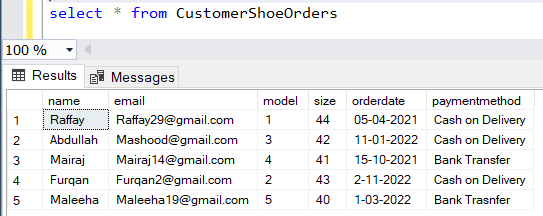 select * from CustomerShoeOrders
100 %
Results Messages
name email model size orderdate paymentmethod
1 Raffay Raffay29@gmail.com 1 44 05-04-2021 Cash on Delivery
2 Abdullah Mashood@gmail.com 3 42 11-01-2022 Cash on Delivery
3 Mairaj Mairaj14@gmail.com 4 41 15-10-2021 Bank Transfer
4 Furqan Furqan2@gmail.com 2 43 2-11-2022 Cash on Delivery
5 Maleeha Maleeha19@gmail.com 5 40 1-03-2022 Bank Trasnfer